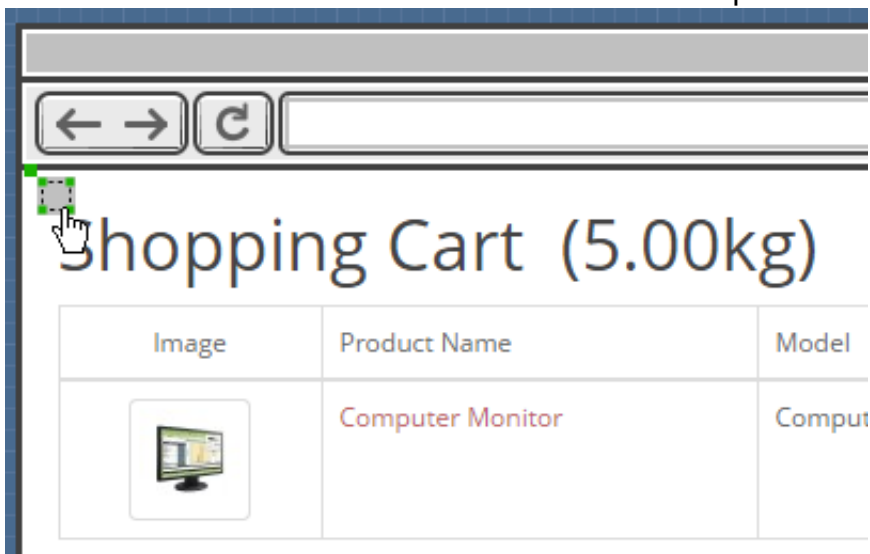 Shopping Cart (5.00kg)
Image Product Name Model
Computer Monitor Comput